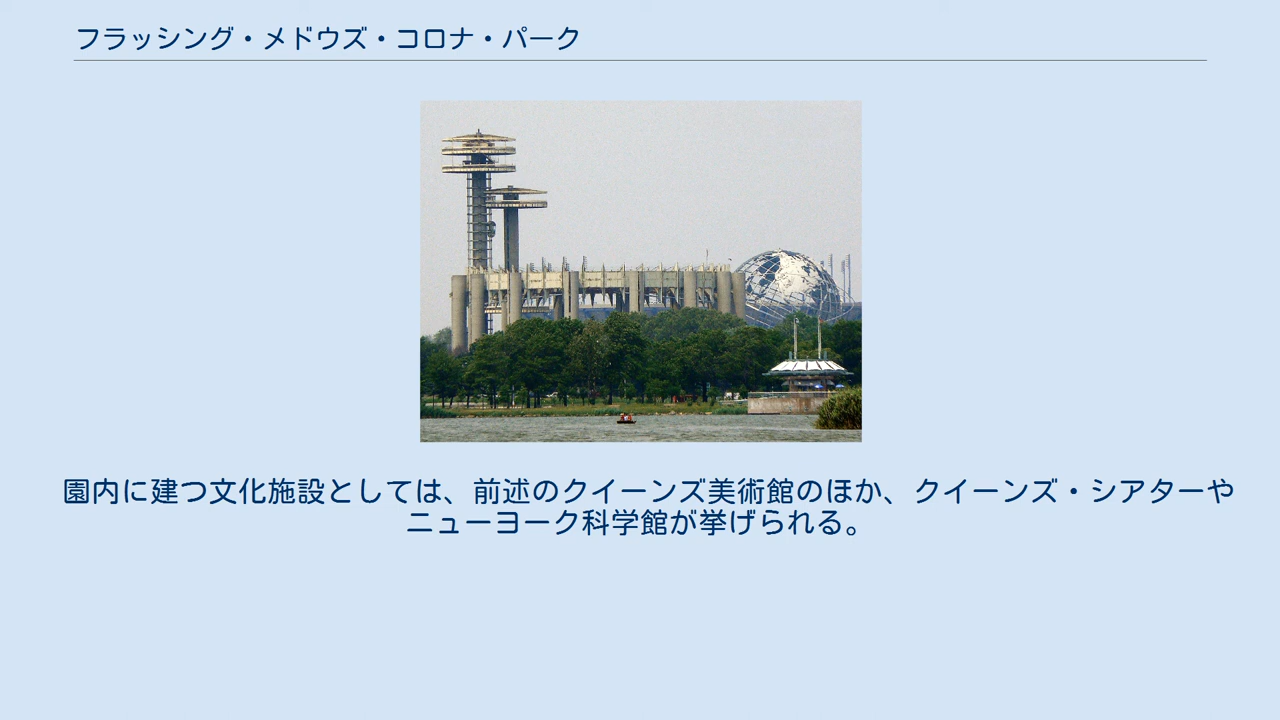 フラッシング・メドウズ・コロナ・パーク
園内に建つ文化施設としては、前述のクイーンズ美術館のほか、クイーンズ・シアターや
ニューヨーク科学館が挙げられる。